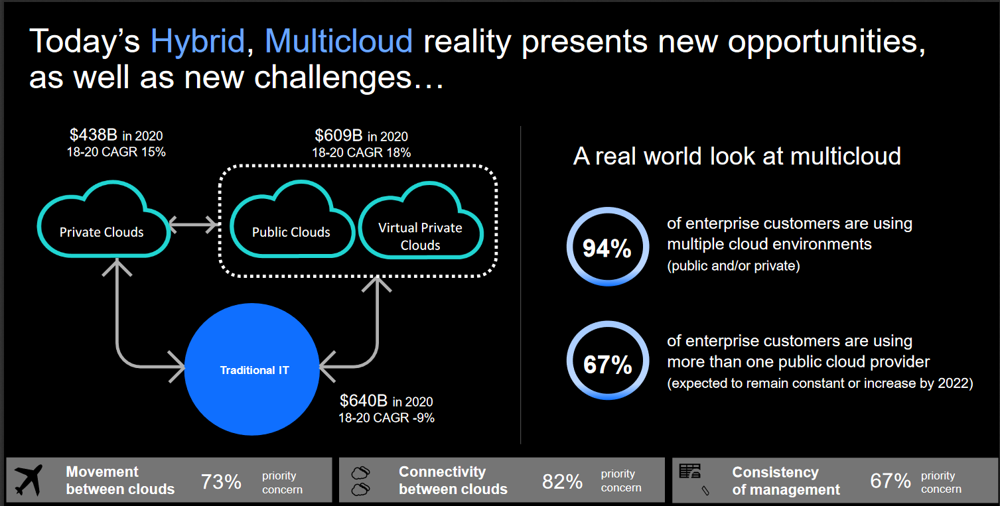 Today’s Hybrid, Multicloud reality presents new opportunities,
as well as new challenges…
$438B in 2020
18-20 CAGR 15%
$609B in 2020
18-20 CAGR 18%
Private Clouds
Public Clouds
Virtual Private
Clouds
Traditional IT
$640B in 2020
18-20 CAGR -9%
A real world look at multicloud
94%
of enterprise customers are using
multiple cloud environments
(public and/or private)
67%
of enterprise customers are using
more than one public cloud provider
(expected to remain constant or increase by 2022)
Movement
between clouds
73%
priority
concern
Connectivity
between clouds
82%
priority
concern
Consistency
of management
67%
priority
concern